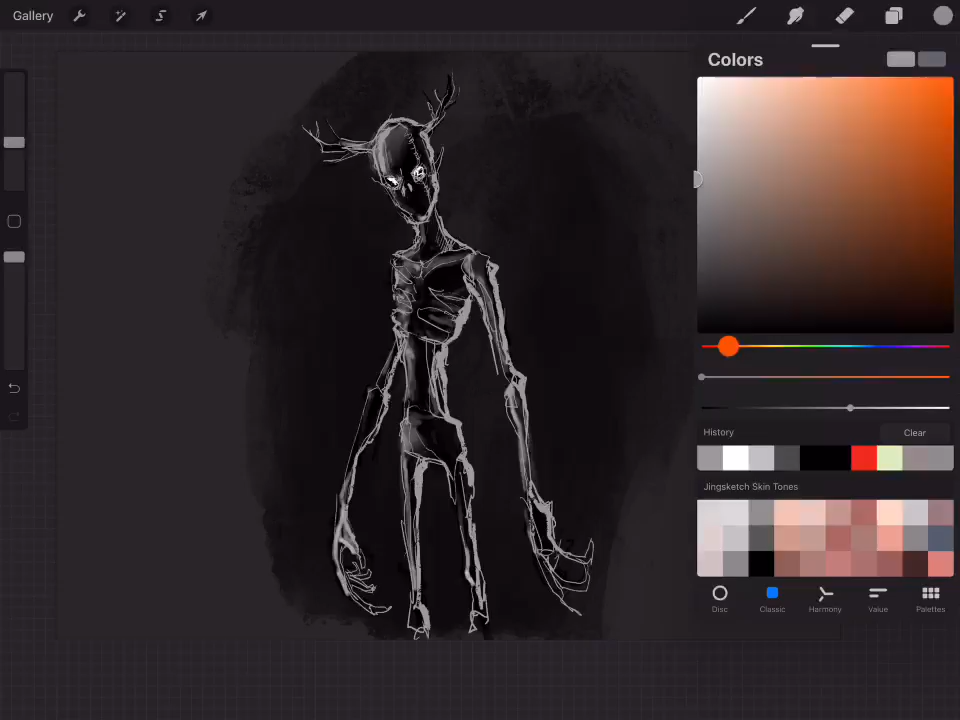 Gallery
Colors
History
Clear
Jingsketch Skin Tones
Disc
Classic
Harmony
Value
Palettes